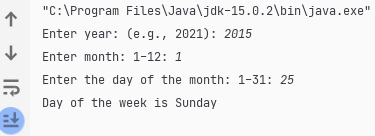 "C:\Program Files\Java\jdk-15.0.2\bin\java.exe"
Enter year: (e.g., 2021): 2015
Enter month: 1-12: 1
Enter the day of the month: 1-31: 25
Day of the week is Sunday